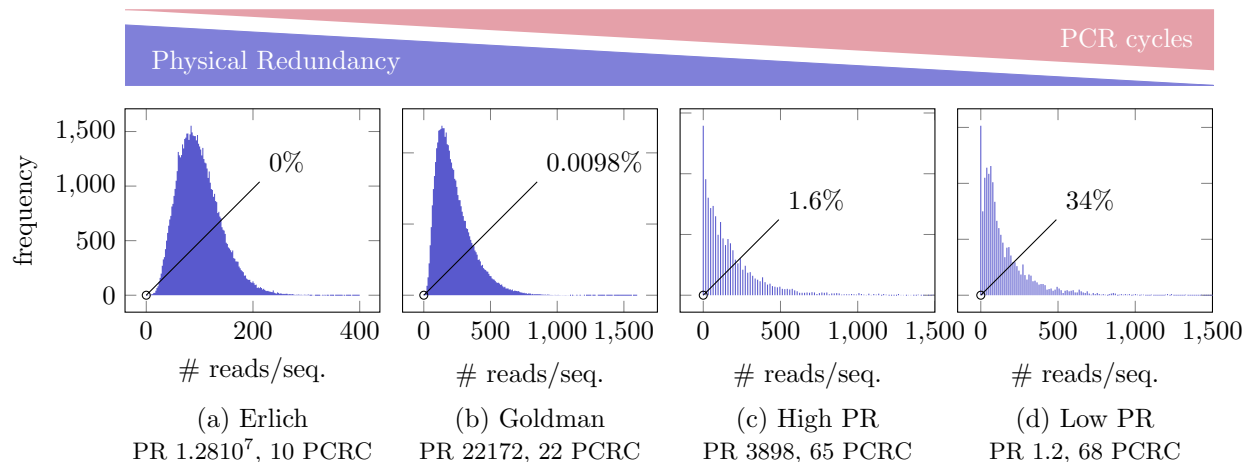 PCR cycles
Physical Redundancy
frequency
1,500
1,000
500
0
0%
0 200 400
# reads/seq.
(a) Erlich
PR 1.2810⁷, 10 PCRC
0.0098%
0 500 1,000 1,500
# reads/seq.
(b) Goldman
PR 22172, 22 PCRC
1.6%
0 500 1,000 1,500
# reads/seq.
(c) High PR
PR 3898, 65 PCRC
34%
0 500 1,000 1,500
# reads/seq.
(d) Low PR
PR 1.2, 68 PCRC